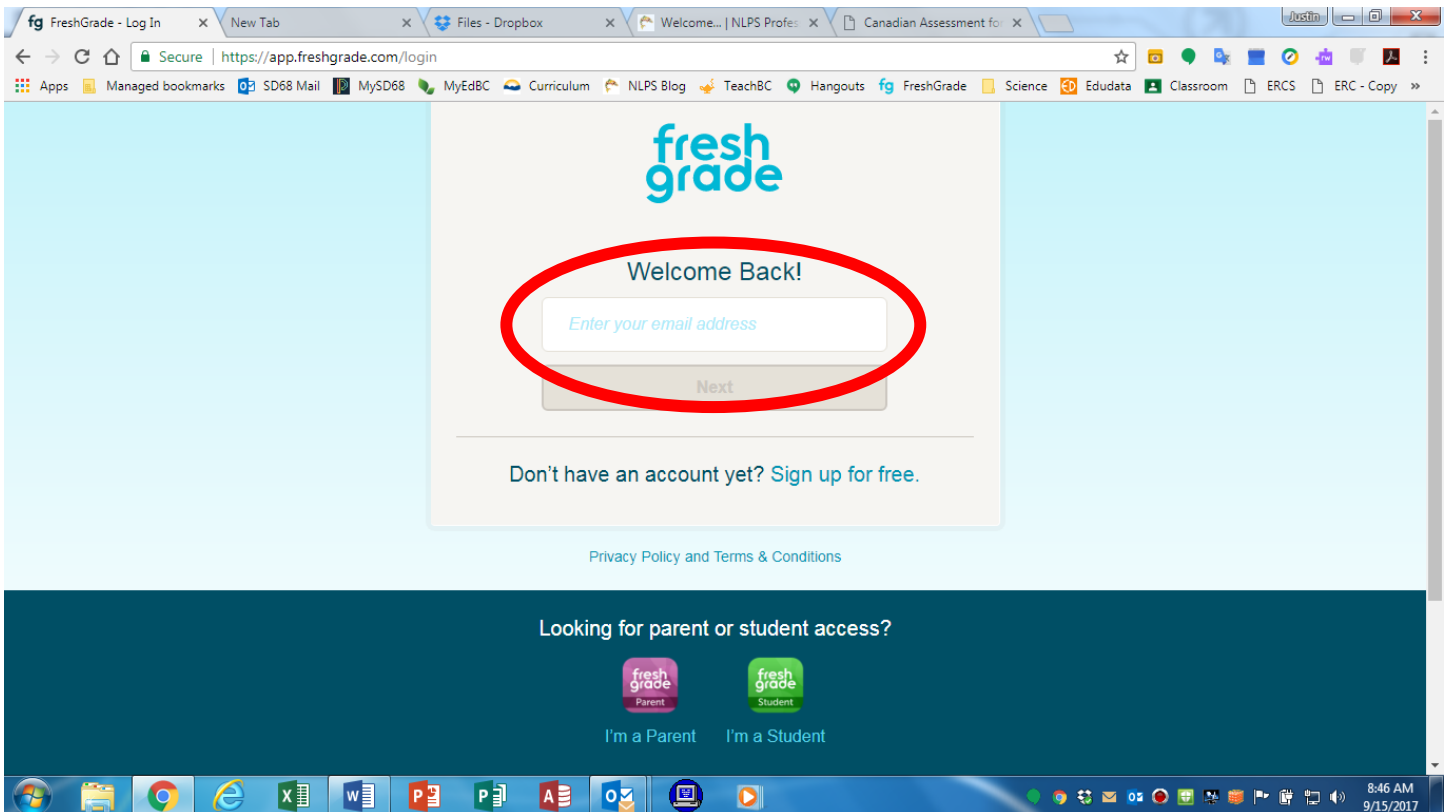 fg FreshGrade - Log In
New Tab
Files - Dropbox
Welcome... | NLPS Profes
Canadian Assessment for
Justin
Secure | https://app.freshgrade.com/login
Apps Managed bookmarks SD68 Mail MySD68 MyEdBC Curriculum NLPS Blog TeachBC Hangouts fg FreshGrade Science Edudata Classroom ERCS ERC - Copy »
fresh
grade
Welcome Back!
Enter your email address
Next
Don't have an account yet? Sign up for free.
Privacy Policy and Terms & Conditions
Looking for parent or student access?
fresh
grade
Parent
fresh
grade
Student
I'm a Parent
I'm a Student
8:46 AM
9/15/2017